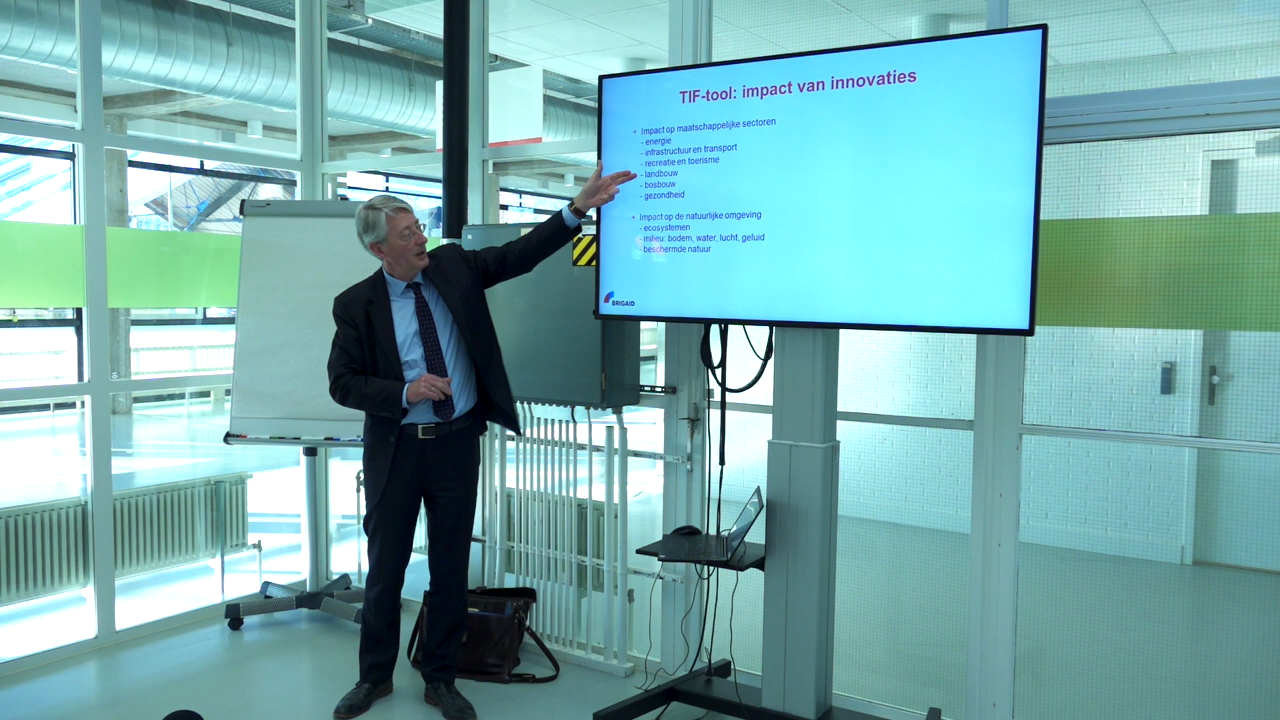 TIF-tool: impact van innovaties
• Impact op maatschappelijke sectoren
- energie
- infrastructuur en transport
- recreatie en toerisme
- landbouw
- bosbouw
- gezondheid
• Impact op de natuurlijke omgeving
- ecosystemen
- milieu: bodem, water, lucht, geluid
- beschermde natuur
BRIGAID